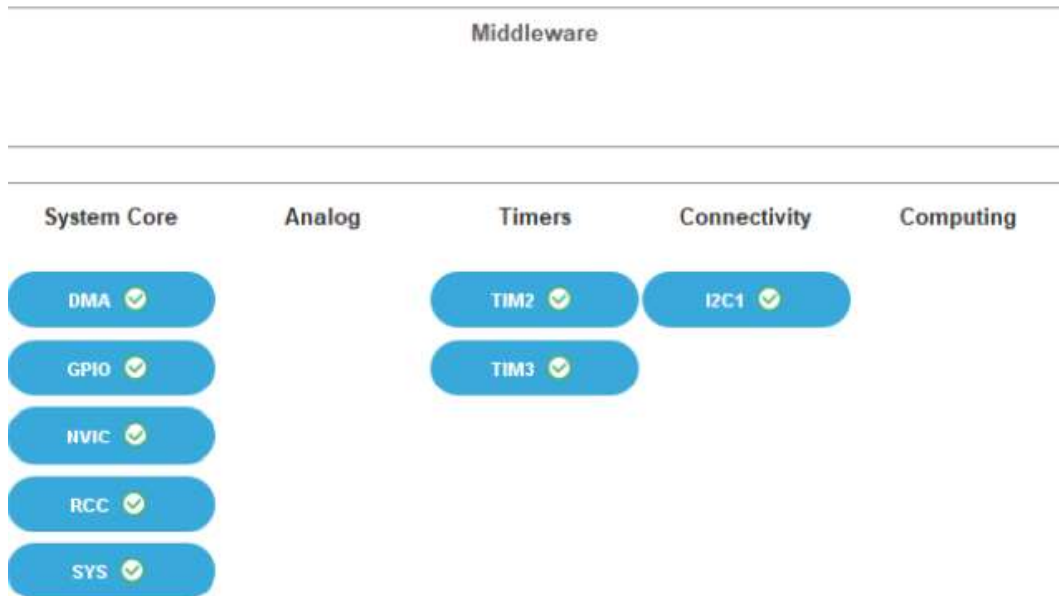 Middleware
System Core Analog Timers Connectivity Computing
DMA TIM2 I2C1
GPIO TIM3
NVIC
RCC
SYS